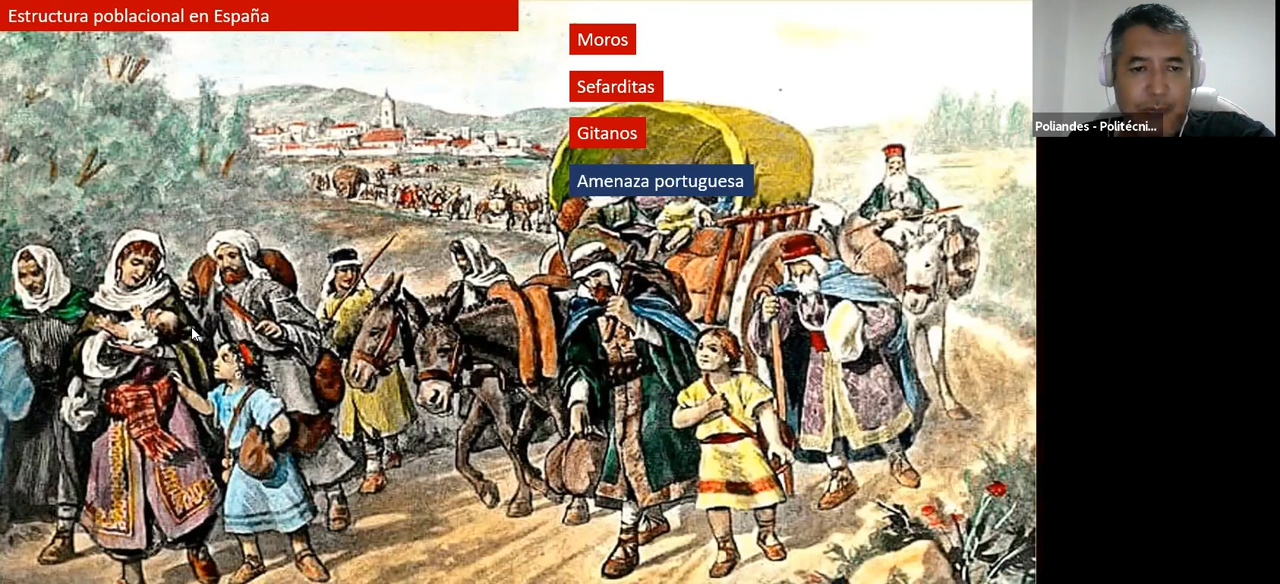 Estructura poblacional en España
Moros
Sefarditas
Gitanos
Amenaza portuguesa
Poliandes - Politécni...